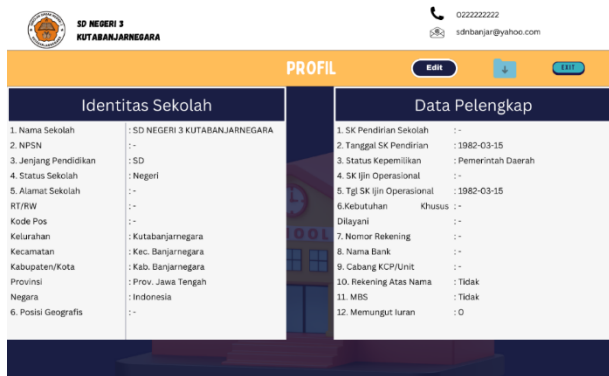 SD NEGERI 3
KUTABANJARNEGARA
0222222222
sdnbanjar@yahoo.com
PROFIL
Edit
EXIT
Identitas Sekolah
1. Nama Sekolah : SD NEGERI 3 KUTABANJARNEGARA
2. NPSN : -
3. Jenjang Pendidikan : SD
4. Status Sekolah : Negeri
5. Alamat Sekolah : -
RT/RW : -
Kode Pos : -
Kelurahan : Kutabanjarnegara
Kecamatan : Kec. Banjarnegara
Kabupaten/Kota : Kab. Banjarnegara
Provinsi : Prov. Jawa Tengah
Negara : Indonesia
6. Posisi Geografis : -
Data Pelengkap
1. SK Pendirian Sekolah : -
2. Tanggal SK Pendirian : 1982-03-15
3. Status Kepemilikan : Pemerintah Daerah
4. SK Ijin Operasional : -
5. Tgl SK Ijin Operasional : 1982-03-15
6.Kebutuhan Khusus : -
Dilayani : -
7. Nomor Rekening : -
8. Nama Bank : -
9. Cabang KCP/Unit : -
10. Rekening Atas Nama : Tidak
11. MBS : Tidak
12. Memungut Iuran : 0